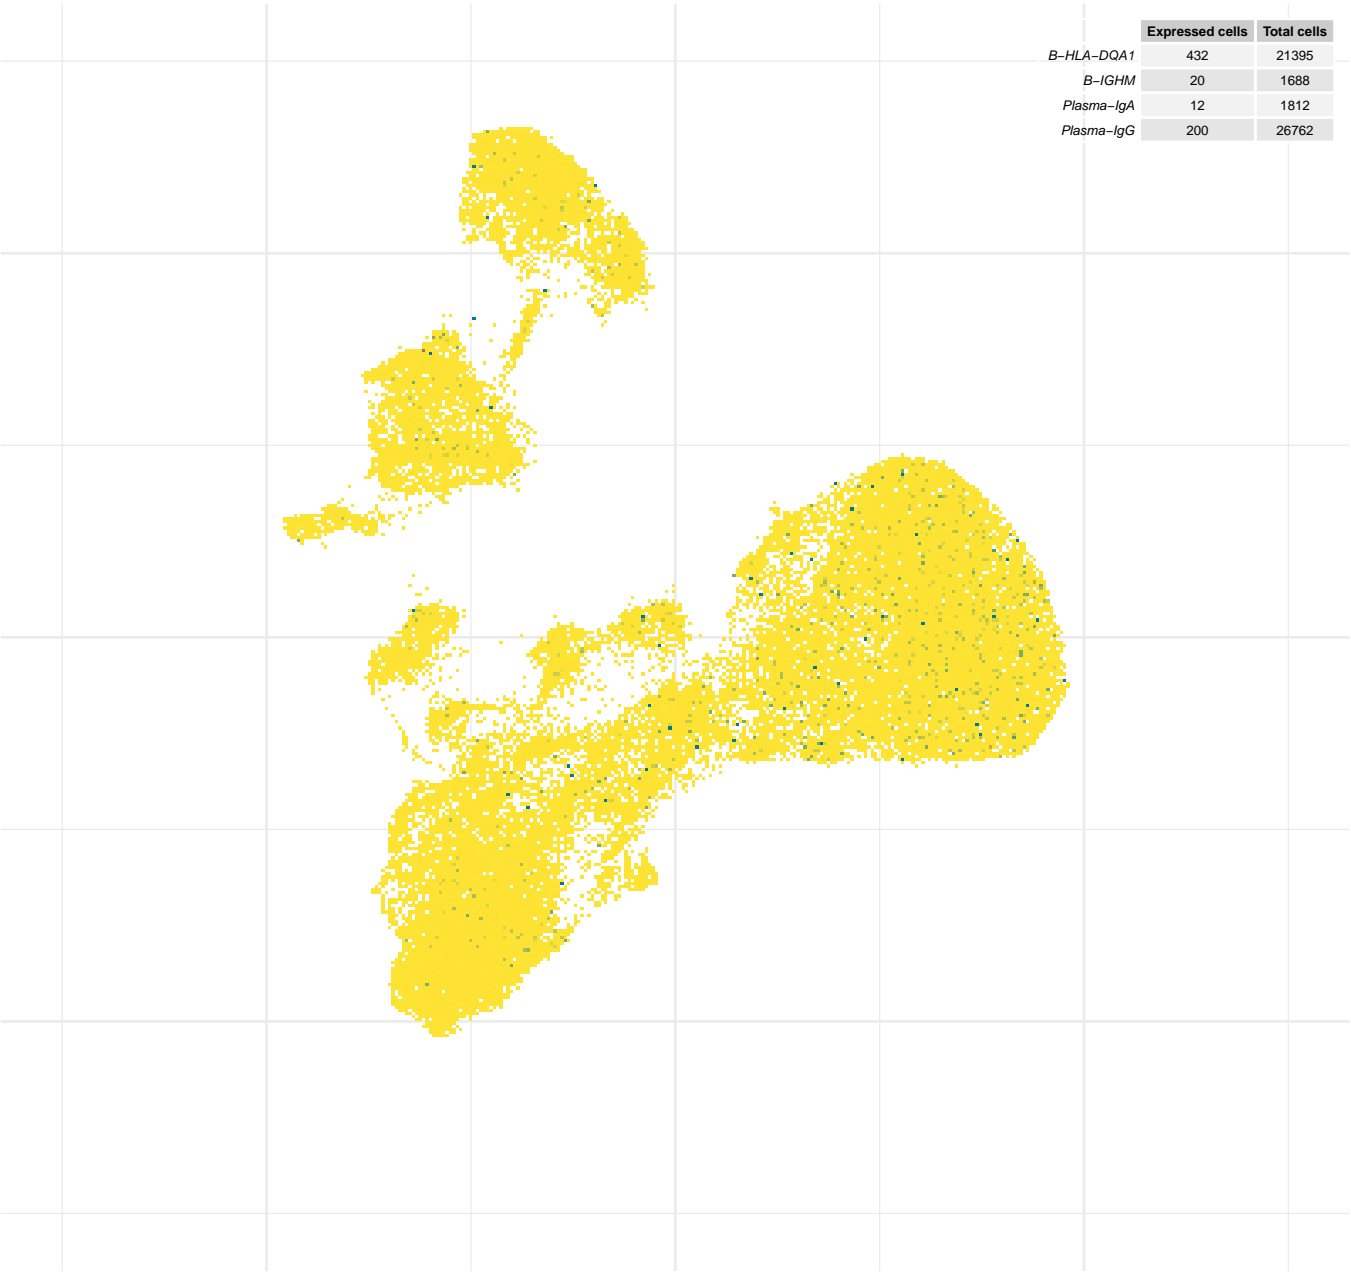 Expressed cells Total cells
B−HLA−DQA1 432 21395
B−IGHM 20 1688
Plasma−IgA 12 1812
Plasma−IgG 200 26762